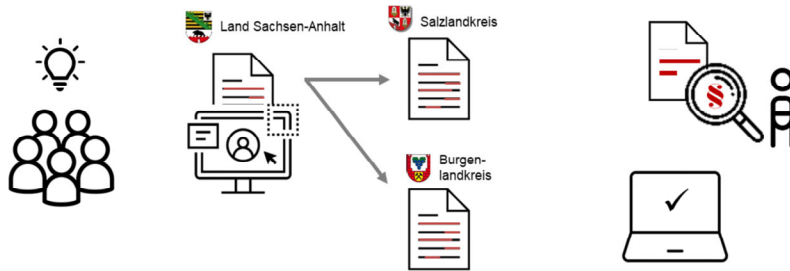 Land Sachsen-Anhalt
Salzlandkreis
§
Burgen-
landkreis